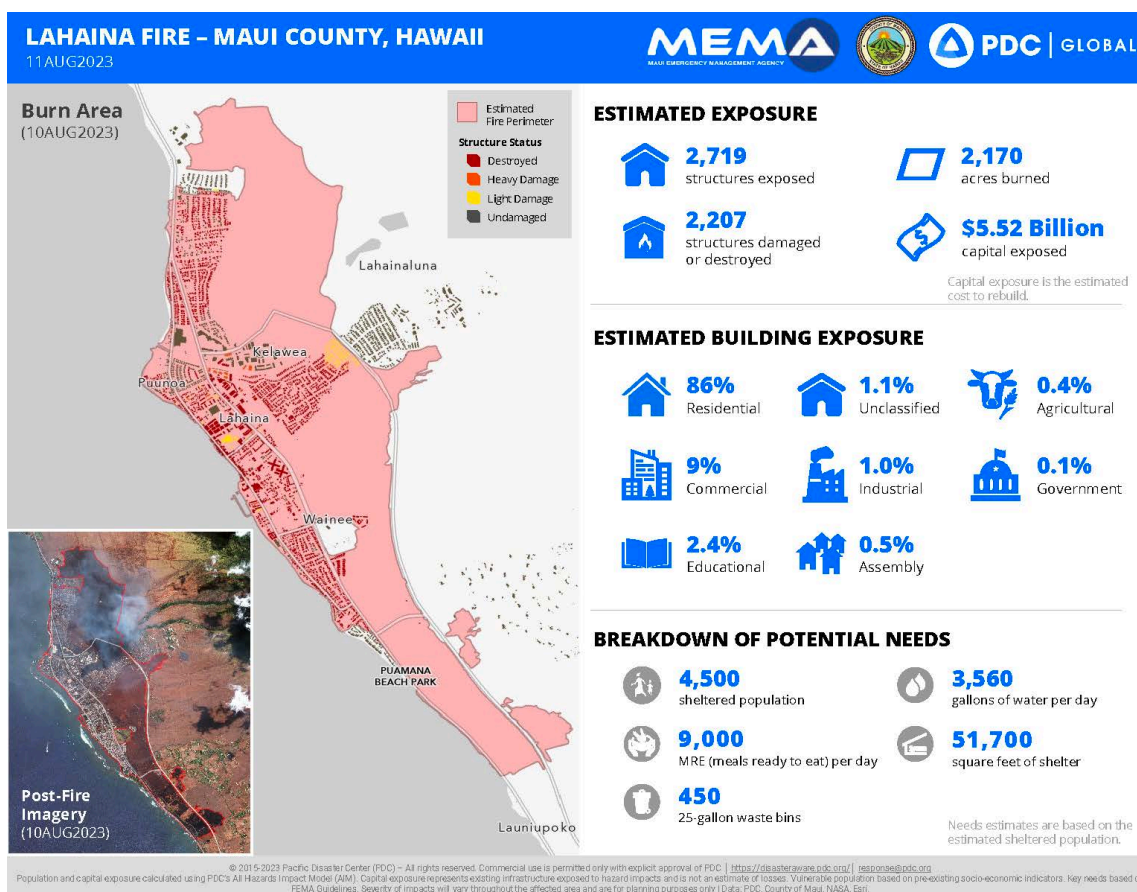 LAHAINA FIRE – MAUI COUNTY, HAWAII
11AUG2023
MEMA
MAUI EMERGENCY MANAGEMENT AGENCY
PDC | GLOBAL
Burn Area
(10AUG2023)
Estimated
Fire Perimeter
Structure Status
Destroyed
Heavy Damage
Light Damage
Undamaged
Lahainaluna
Kelawea
Puunoa
Lahaina
Wainee
PUAMANA
BEACH PARK
Launiupoko
Post-Fire
Imagery
(10AUG2023)
ESTIMATED EXPOSURE
2,719
structures exposed
2,170
acres burned
2,207
structures damaged
or destroyed
$5.52 Billion
capital exposed
Capital exposure is the estimated
cost to rebuild.
ESTIMATED BUILDING EXPOSURE
86%
Residential
1.1%
Unclassified
0.4%
Agricultural
9%
Commercial
1.0%
Industrial
0.1%
Government
2.4%
Educational
0.5%
Assembly
BREAKDOWN OF POTENTIAL NEEDS
4,500
sheltered population
3,560
gallons of water per day
9,000
MRE (meals ready to eat) per day
51,700
square feet of shelter
450
25-gallon waste bins
Needs estimates are based on the
estimated sheltered population.
© 2015-2023 Pacific Disaster Center (PDC) – All rights reserved. Commercial use is permitted only with explicit approval of PDC | https://disasteraware.pdc.org/ | response@pdc.org
Population and capital exposure calculated using PDC's All Hazards Impact Model (AIM). Capital exposure represents existing infrastructure exposed to hazard impacts and is not an estimate of losses. Vulnerable population based on pre-existing socio-economic indicators. Key needs based
FEMA Guidelines. Severity of impacts will vary throughout the affected area and are for planning purposes only | Data: PDC, County of Maui, NASA, Esri.